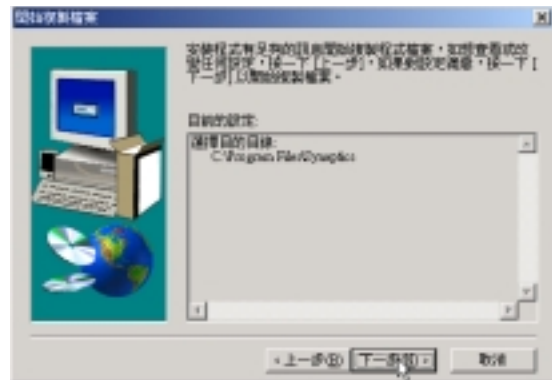 開始複製檔案
安裝程式有足夠的訊息開始複製程式檔案。如想查看或改
變任何設定，按一下 [上一步]。如果對設定滿意，按一下 [
下一步] 以開始複製檔案。
目前的設定:
選擇目的目錄:
C:\Program Files\Synaptics
< 上一步(B)
下一步(N) >
取消